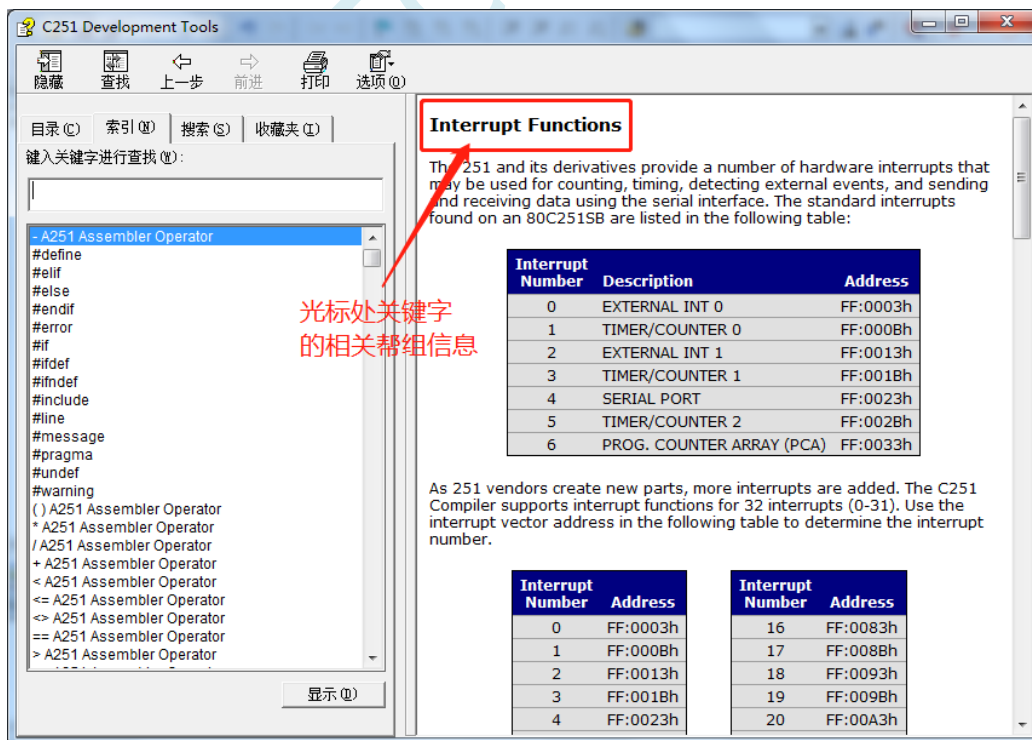 C251 Development Tools
隐藏 查找 上一步 前进 打印 选项(O)
目录(C) 索引(N) 搜索(S) 收藏夹(I)
键入关键字进行查找(W):
- A251 Assembler Operator
#define
#elif
#else
#endif
#error
#if
#ifdef
#ifndef
#include
#line
#message
#pragma
#undef
#warning
( ) A251 Assembler Operator
* A251 Assembler Operator
/ A251 Assembler Operator
+ A251 Assembler Operator
< A251 Assembler Operator
<= A251 Assembler Operator
<> A251 Assembler Operator
== A251 Assembler Operator
> A251 Assembler Operator
显示(D)
光标处关键字
的相关帮组信息
Interrupt Functions
The 251 and its derivatives provide a number of hardware interrupts that
may be used for counting, timing, detecting external events, and sending
and receiving data using the serial interface. The standard interrupts
found on an 80C251SB are listed in the following table:
Interrupt
Number Description Address
0 EXTERNAL INT 0 FF:0003h
1 TIMER/COUNTER 0 FF:000Bh
2 EXTERNAL INT 1 FF:0013h
3 TIMER/COUNTER 1 FF:001Bh
4 SERIAL PORT FF:0023h
5 TIMER/COUNTER 2 FF:002Bh
6 PROG. COUNTER ARRAY (PCA) FF:0033h
As 251 vendors create new parts, more interrupts are added. The C251
Compiler supports interrupt functions for 32 interrupts (0-31). Use the
interrupt vector address in the following table to determine the interrupt
number.
Interrupt Interrupt
Number Address Number Address
0 FF:0003h 16 FF:0083h
1 FF:000Bh 17 FF:008Bh
2 FF:0013h 18 FF:0093h
3 FF:001Bh 19 FF:009Bh
4 FF:0023h 20 FF:00A3h